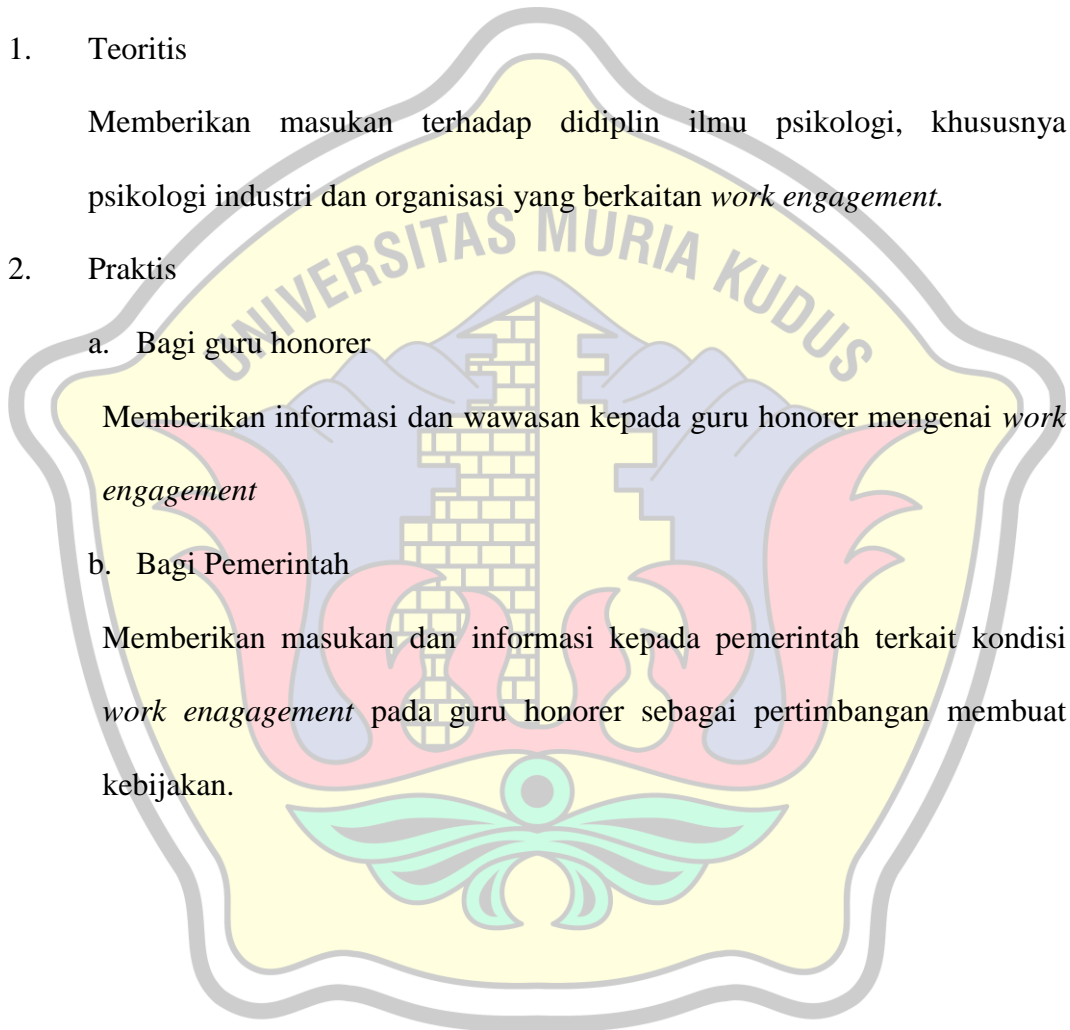 1. Teoritis
Memberikan masukan terhadap didiplin ilmu psikologi, khususnya
psikologi industri dan organisasi yang berkaitan work engagement.
UNIVERSITAS MURIA KUDUS
2. Praktis
a. Bagi guru honorer
Memberikan informasi dan wawasan kepada guru honorer mengenai work
engagement
b. Bagi Pemerintah
Memberikan masukan dan informasi kepada pemerintah terkait kondisi
work enagagement pada guru honorer sebagai pertimbangan membuat
kebijakan.